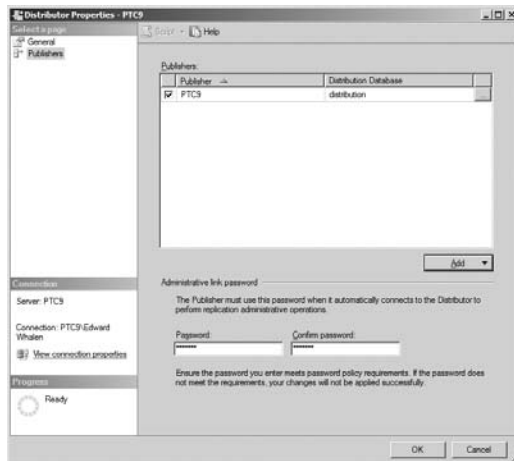 Distributor Properties - PTC9
Select a page
General
Publishers
Script
Help
Publishers:
Publisher
Distribution Database
PTC9
distribution
...
Add
Administrative link password
The Publisher must use this password when it automatically connects to the Distributor to
perform replication administrative operations.
Password:
Confirm password:
*******
*******
Ensure the password you enter meets password policy requirements. If the password does
not meet the requirements, your changes will not be applied successfully.
Connection
Server: PTC9
Connection: PTC9\Edward
Whalen
View connection properties
Progress
Ready
OK
Cancel